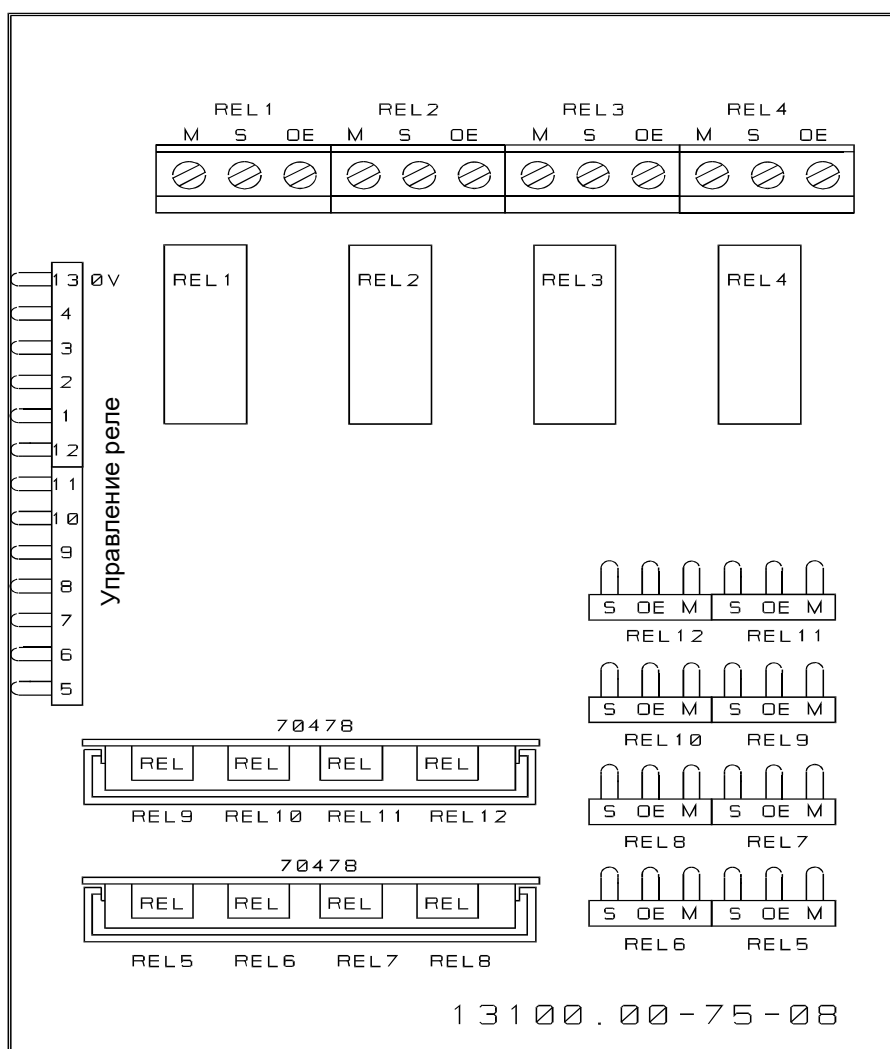 REL1 REL2 REL3 REL4
M S OE M S OE M S OE M S OE
REL1 REL2 REL3 REL4
13 0V
4
3
2
1
12
11
10
9
8
7
6
5
Управление реле
S OE M S OE M
REL12 REL11
S OE M S OE M
REL10 REL9
S OE M S OE M
REL8 REL7
S OE M S OE M
REL6 REL5
70478
REL REL REL REL
REL9 REL10 REL11 REL12
70478
REL REL REL REL
REL5 REL6 REL7 REL8
13100.00-75-08